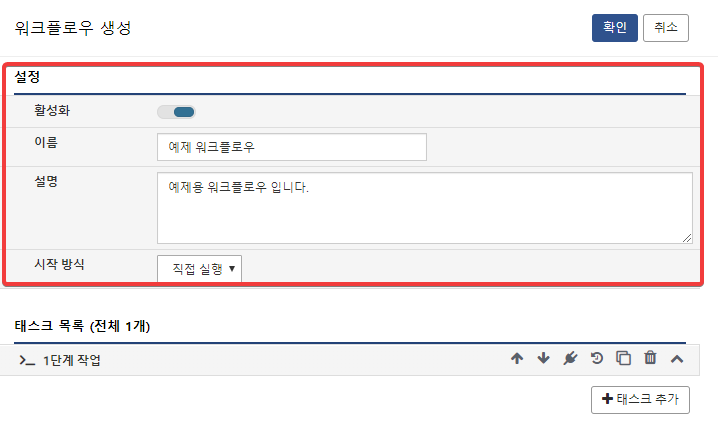 워크플로우 생성
확인
취소
설정
활성화
이름
예제 워크플로우
설명
예제용 워크플로우 입니다.
시작 방식
직접 실행
태스크 목록 (전체 1개)
1단계 작업
태스크 추가